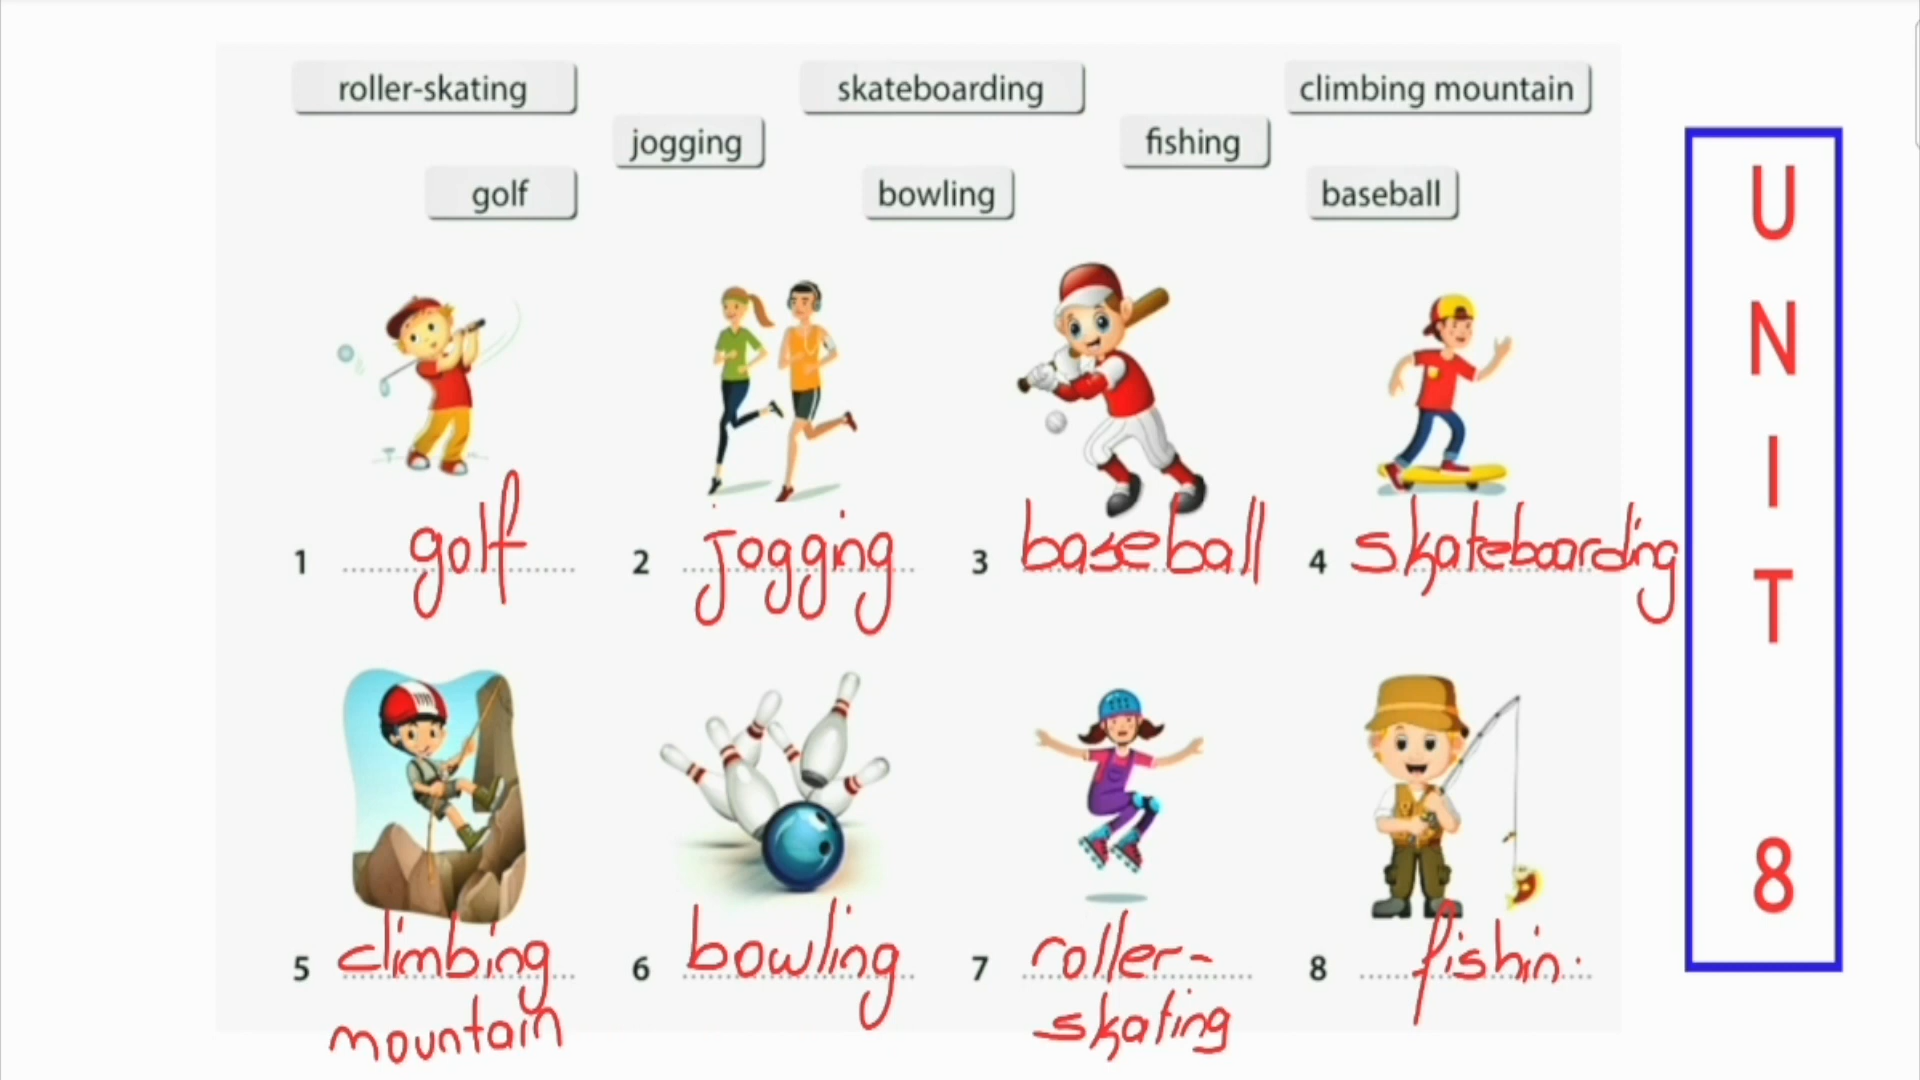 roller-skating skateboarding climbing mountain
jogging fishing
golf bowling baseball
1 golf 2 jogging 3 baseball 4 skateboarding
5 climbing mountain 6 bowling 7 roller-skating 8 fishin
UNIT 8